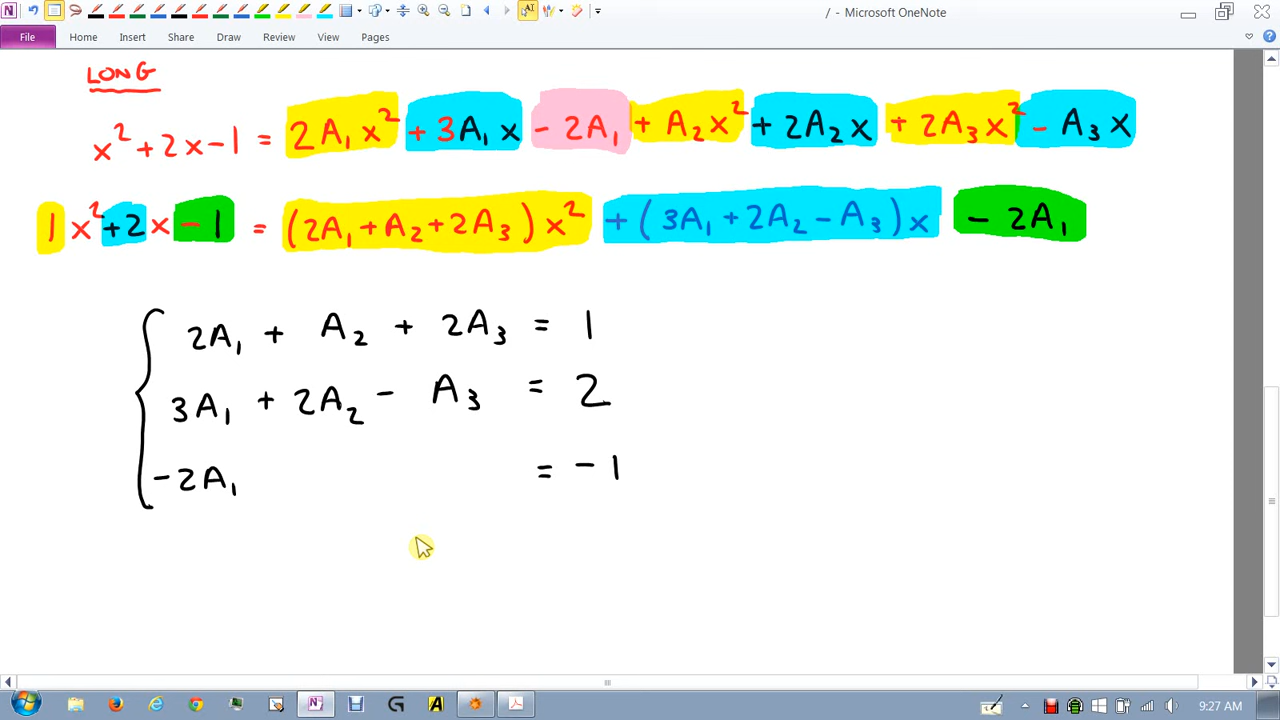 / - Microsoft OneNote
File Home Insert Share Draw Review View Pages
LONG
x² + 2x - 1 = 2A₁x² + 3A₁x - 2A₁ + A₂x² + 2A₂x + 2A₃x² - A₃x
1x² + 2x - 1 = (2A₁ + A₂ + 2A₃)x² + (3A₁ + 2A₂ - A₃)x - 2A₁
2A₁ + A₂ + 2A₃ = 1
3A₁ + 2A₂ - A₃ = 2
-2A₁ = -1
9:27 AM